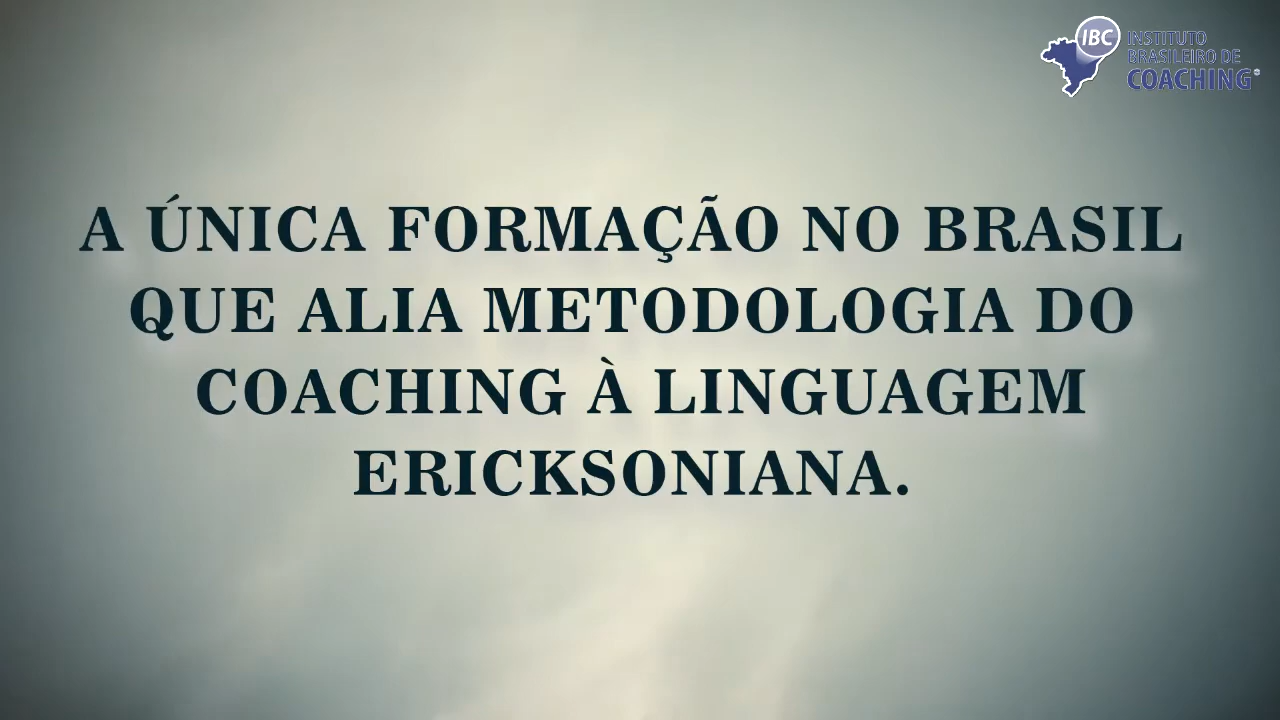 IBC
INSTITUTO
BRASILEIRO DE
COACHING®
A ÚNICA FORMAÇÃO NO BRASIL
QUE ALIA METODOLOGIA DO
COACHING À LINGUAGEM
ERICKSONIANA.